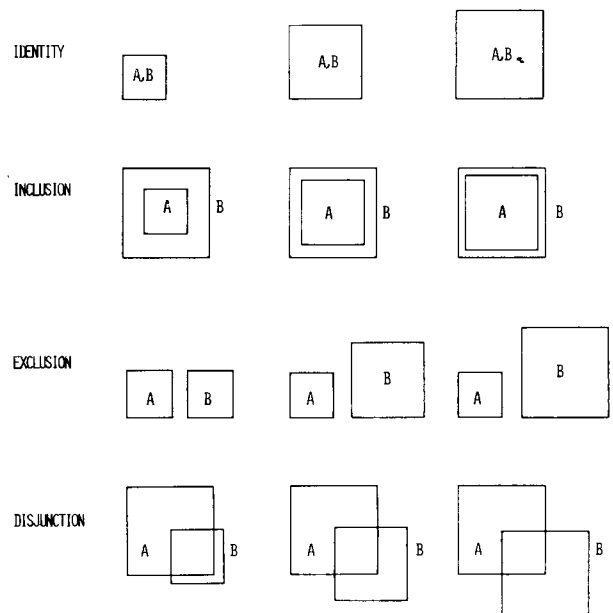 IDENTITY
A,B
A,B
A,B
INCLUSION
A B
A B
A B
EXCLUSION
A B
A B
A B
DISJUNCTION
A B
A B
A B